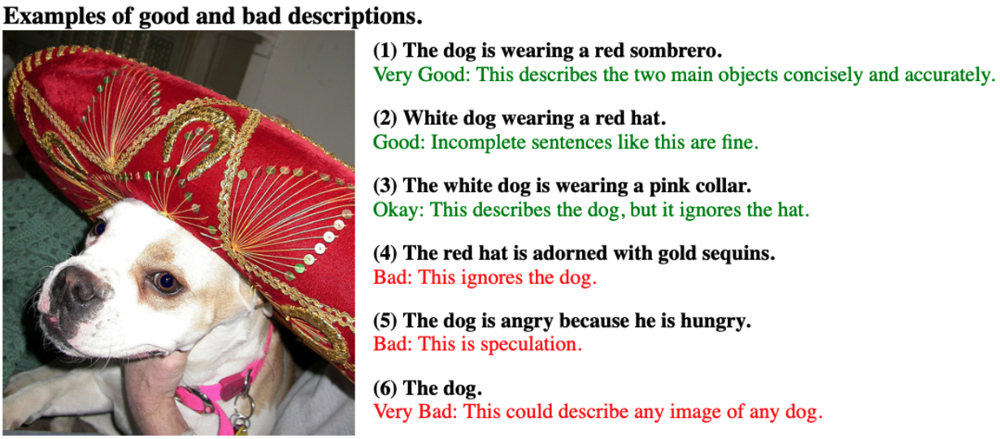 Examples of good and bad descriptions.
(1) The dog is wearing a red sombrero.
Very Good: This describes the two main objects concisely and accurately.
(2) White dog wearing a red hat.
Good: Incomplete sentences like this are fine.
(3) The white dog is wearing a pink collar.
Okay: This describes the dog, but it ignores the hat.
(4) The red hat is adorned with gold sequins.
Bad: This ignores the dog.
(5) The dog is angry because he is hungry.
Bad: This is speculation.
(6) The dog.
Very Bad: This could describe any image of any dog.